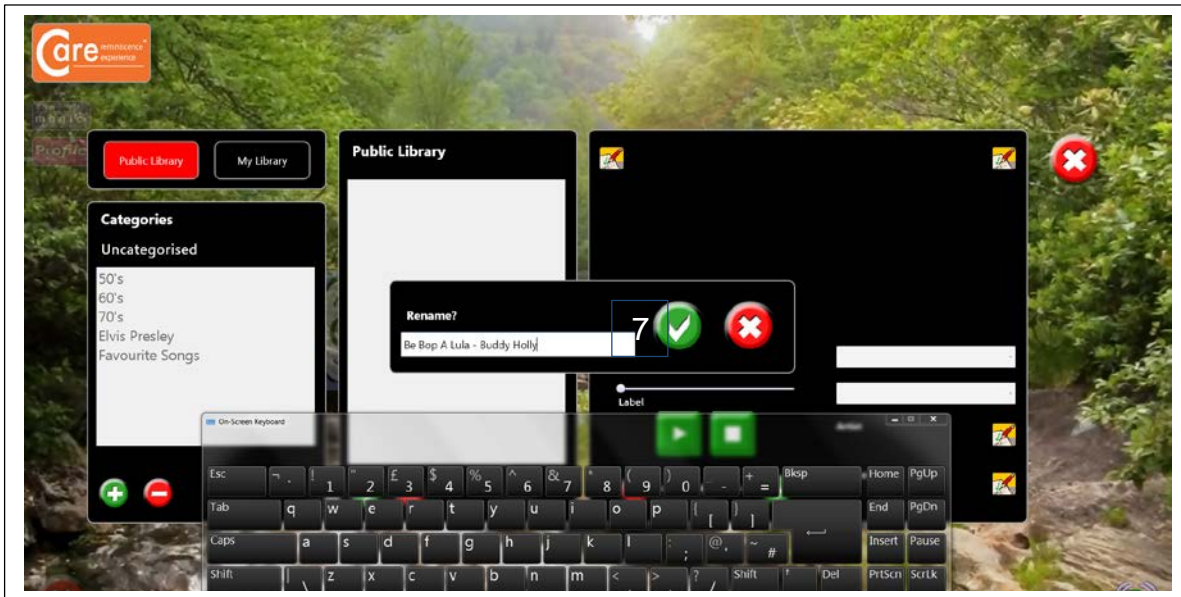 Care reminiscence experience
Profile
Public Library
My Library
Categories
Uncategorised
50's
60's
70's
Elvis Presley
Favourite Songs
Public Library
Rename?
Be Bop A Lula - Buddy Holly
7
Label
Artist
On-Screen Keyboard
Esc ¬ . ! 1 " 2 £ 3 $ 4 % 5 ^ 6 & 7 * 8 ( 9 ) 0 _ - + = Bksp Home PgUp
Tab q w e r t y u i o p { [ } ] End PgDn
Caps a s d f g h j k l : ; @ ~ # Insert Pause
Shift | \ z x c v b n m < > ? / Shift Del PrtScn ScrLk